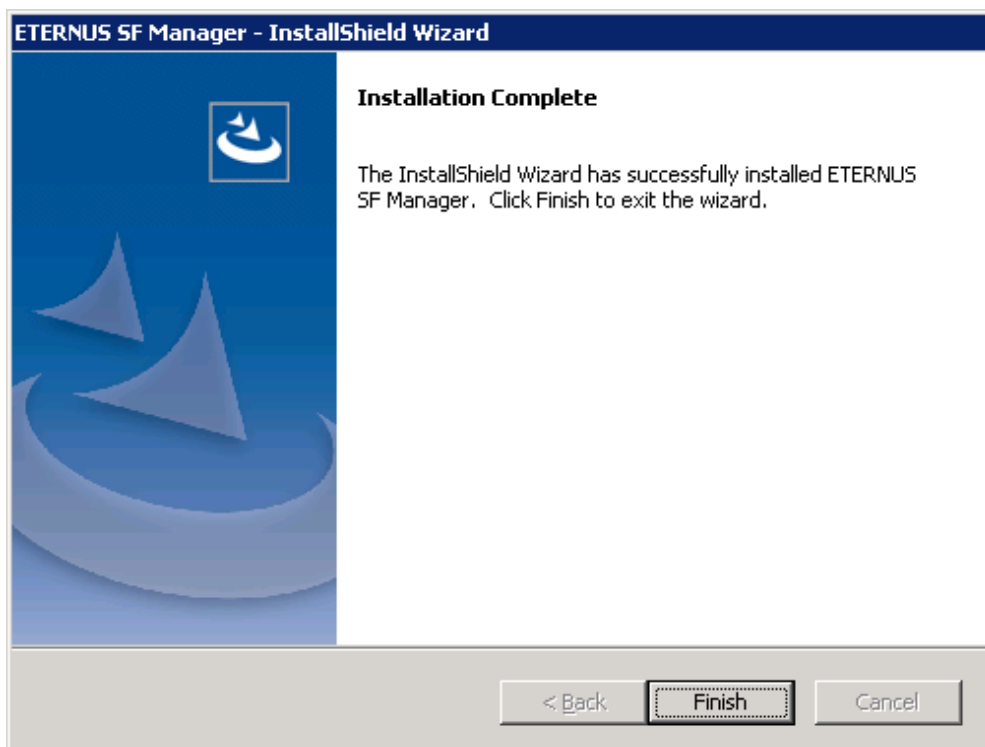 ETERNUS SF Manager - InstallShield Wizard
Installation Complete
The InstallShield Wizard has successfully installed ETERNUS
SF Manager. Click Finish to exit the wizard.
< Back
Finish
Cancel